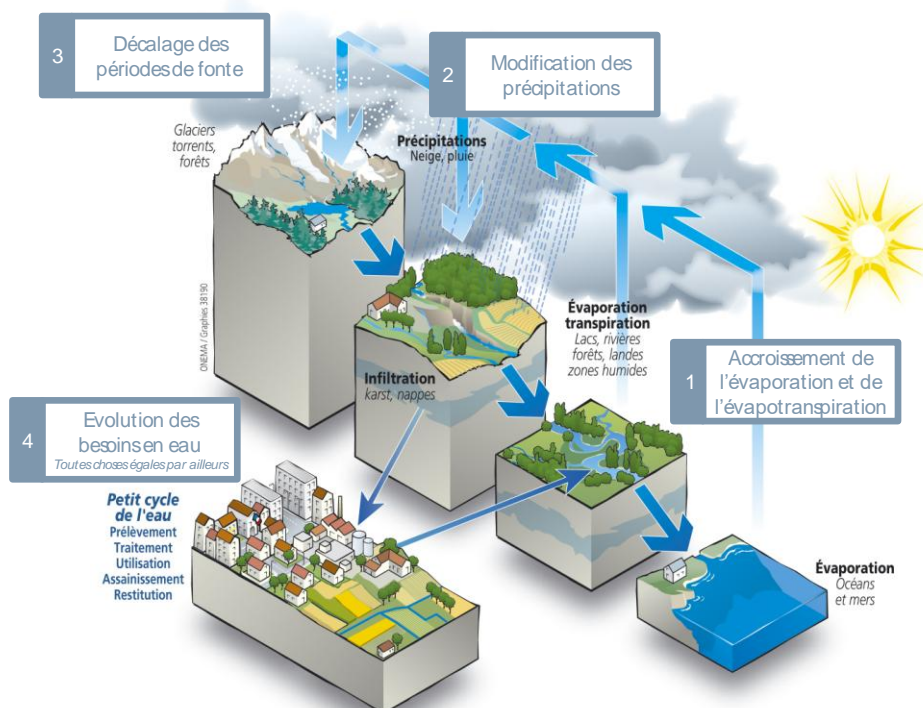 3
Décalage des
périodes de fonte
2
Modification des
précipitations
Glaciers
torrents,
forêts
Précipitations
Neige, pluie
ONEMA / Graphies 38190
Évaporation
transpiration
Lacs, rivières
forêts, landes
zones humides
Infiltration
karst, nappes
1
Accroissement de
l'évaporation et de
l'évapotranspiration
4
Evolution des
besoins en eau
Toutes choses égales par ailleurs
Petit cycle
de l'eau
Prélèvement
Traitement
Utilisation
Assainissement
Restitution
Évaporation
Océans
et mers